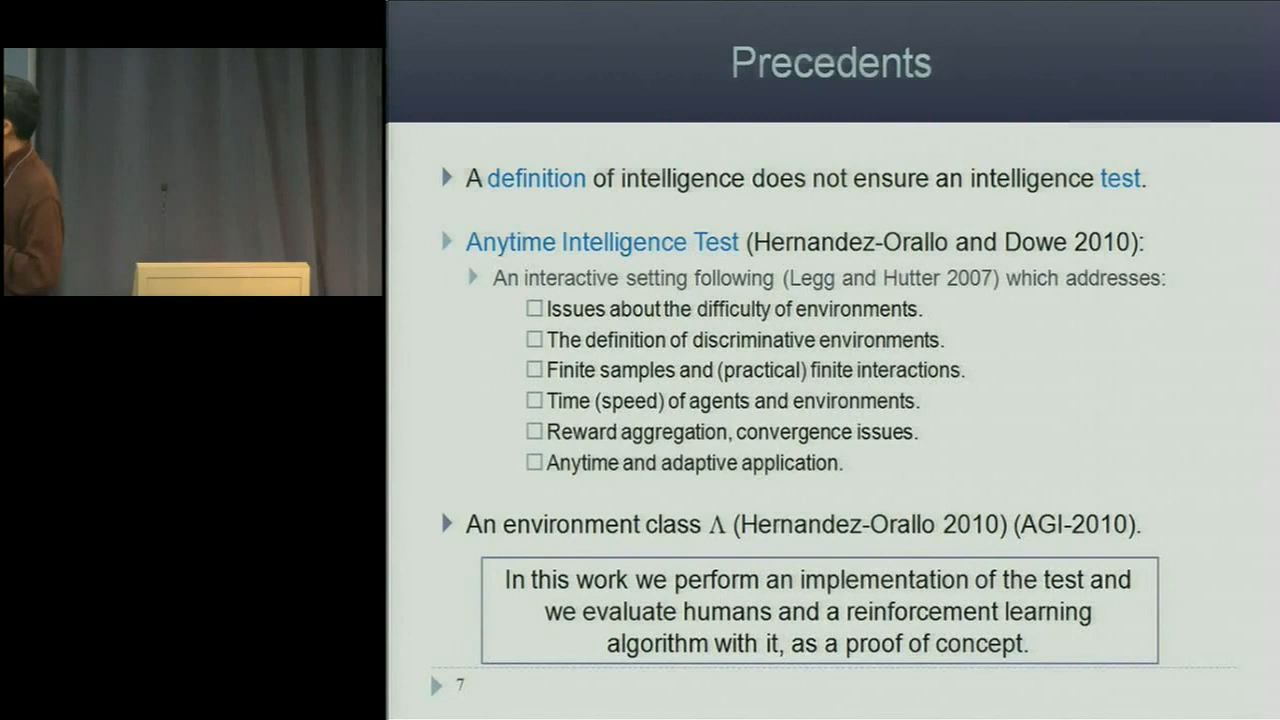 Precedents
A definition of intelligence does not ensure an intelligence test.
Anytime Intelligence Test (Hernandez-Orallo and Dowe 2010):
An interactive setting following (Legg and Hutter 2007) which addresses:
Issues about the difficulty of environments.
The definition of discriminative environments.
Finite samples and (practical) finite interactions.
Time (speed) of agents and environments.
Reward aggregation, convergence issues.
Anytime and adaptive application.
An environment class Λ (Hernandez-Orallo 2010) (AGI-2010).
In this work we perform an implementation of the test and
we evaluate humans and a reinforcement learning
algorithm with it, as a proof of concept.
7